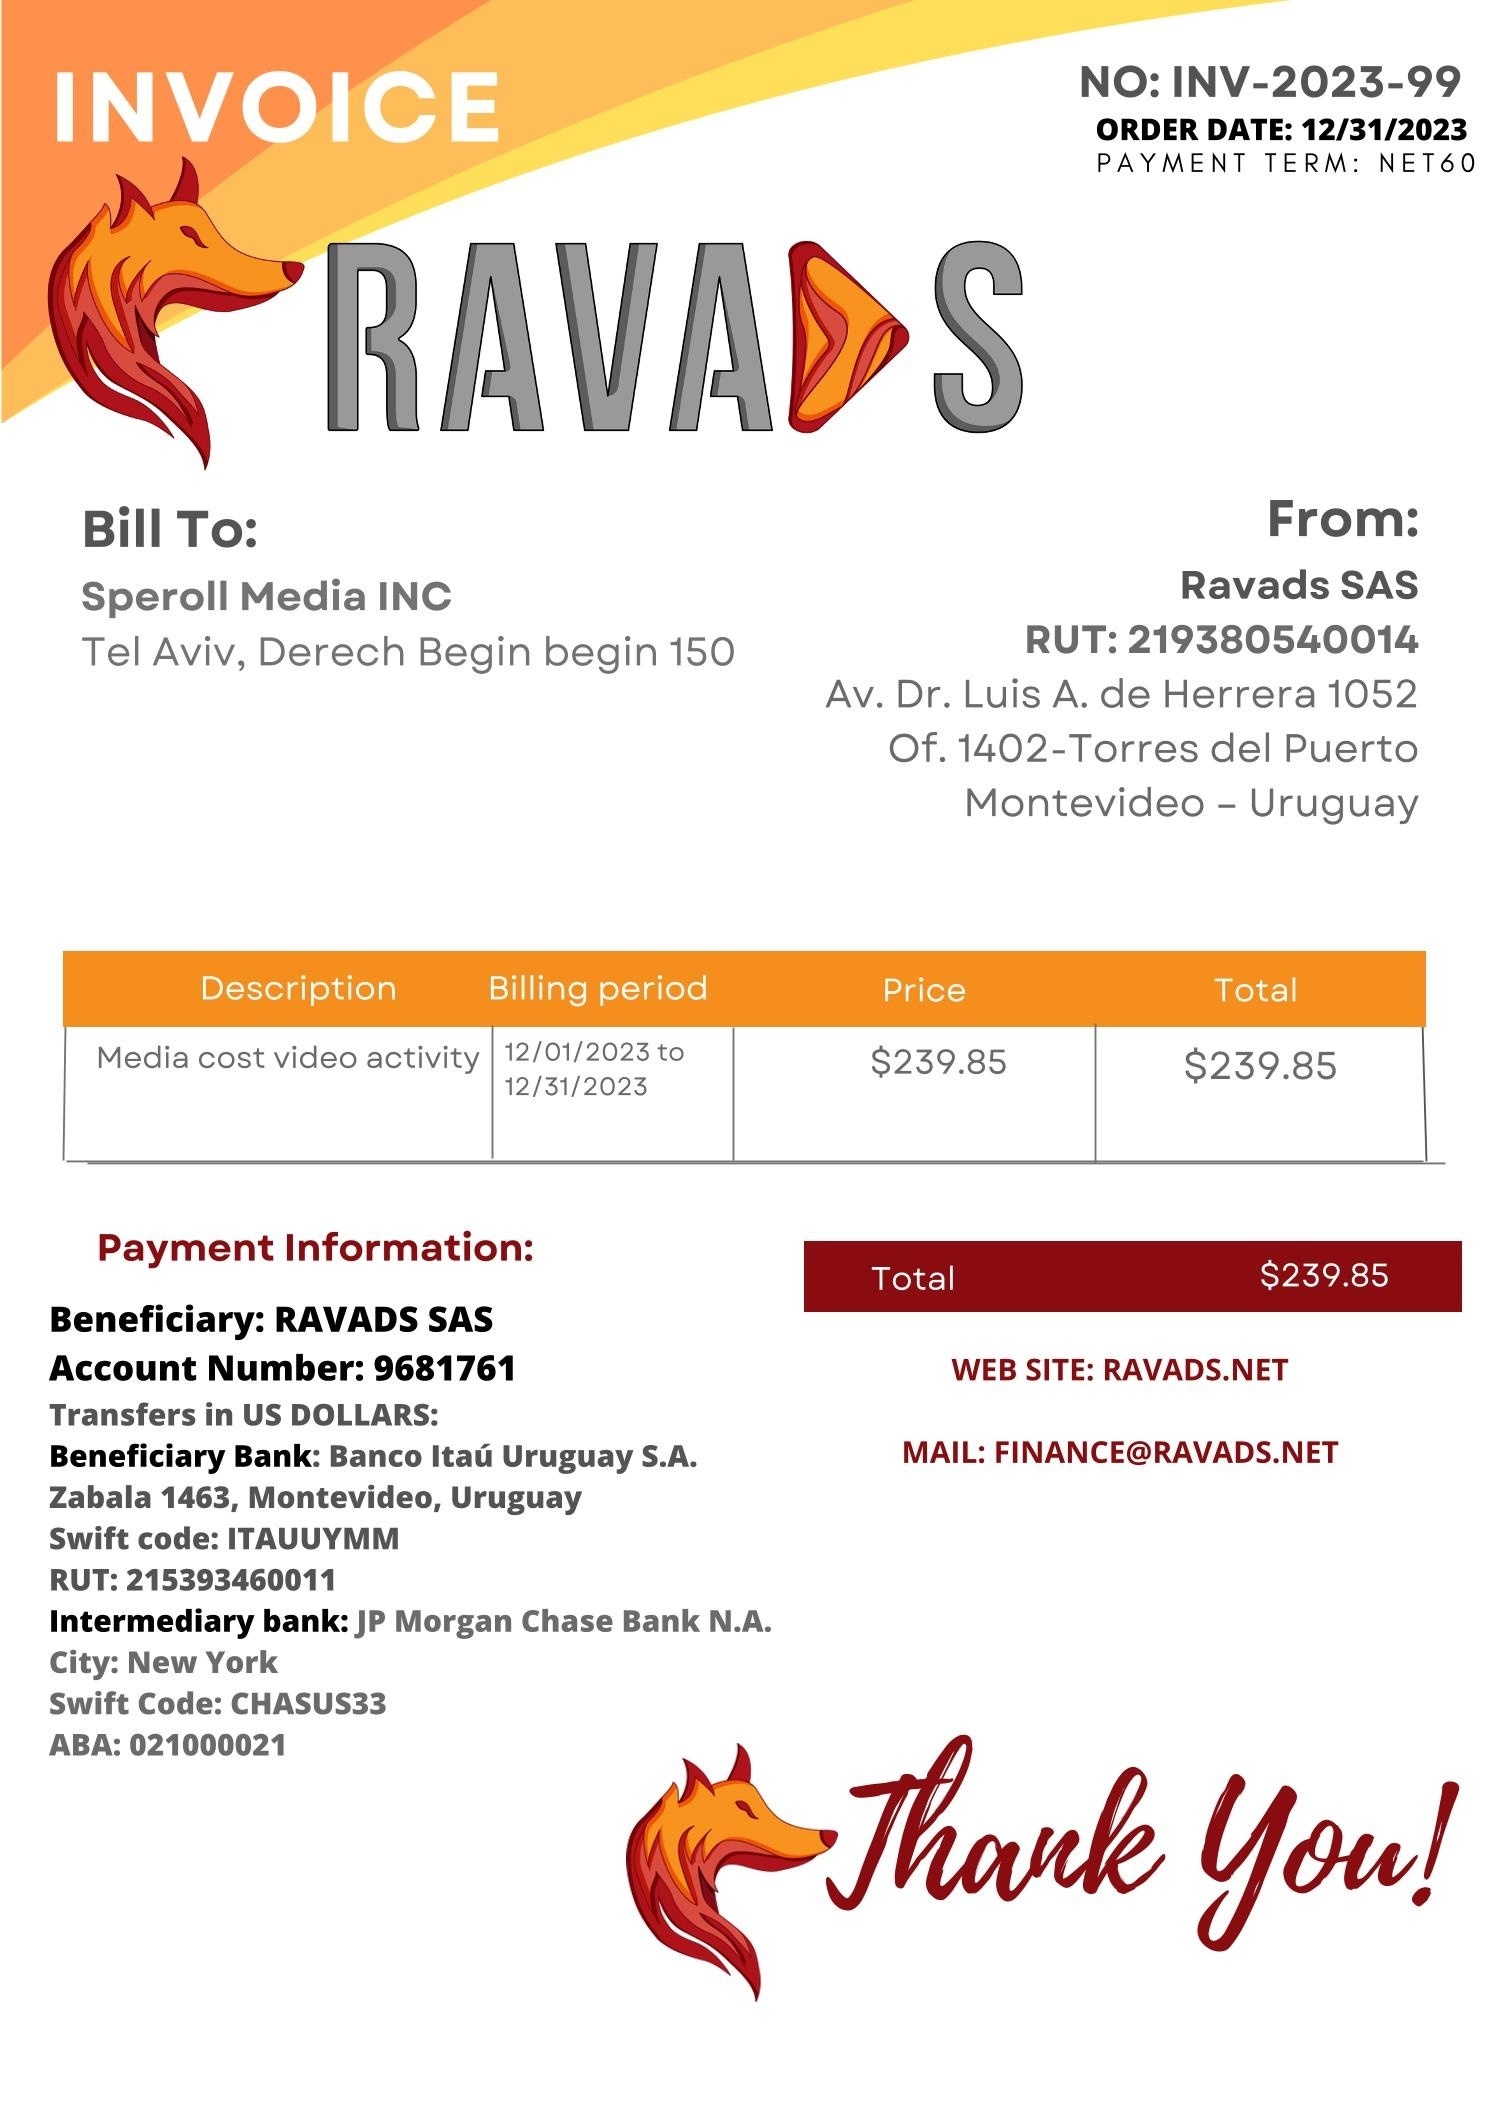 INVOICE
NO: INV-2023-99
ORDER DATE: 12/31/2023
PAYMENT TERM: NET60
RAVADS
Bill To:
Speroll Media INC
Tel Aviv, Derech Begin begin 150
From:
Ravads SAS
RUT: 219380540014
Av. Dr. Luis A. de Herrera 1052
Of. 1402-Torres del Puerto
Montevideo – Uruguay
Description Billing period Price Total
Media cost video activity 12/01/2023 to $239.85 $239.85
12/31/2023
Payment Information:
Beneficiary: RAVADS SAS
Account Number: 9681761
Transfers in US DOLLARS:
Beneficiary Bank: Banco Itaú Uruguay S.A.
Zabala 1463, Montevideo, Uruguay
Swift code: ITAUUYMM
RUT: 215393460011
Intermediary bank: JP Morgan Chase Bank N.A.
City: New York
Swift Code: CHASUS33
ABA: 021000021
Total $239.85
WEB SITE: RAVADS.NET
MAIL: FINANCE@RAVADS.NET
Thank You!